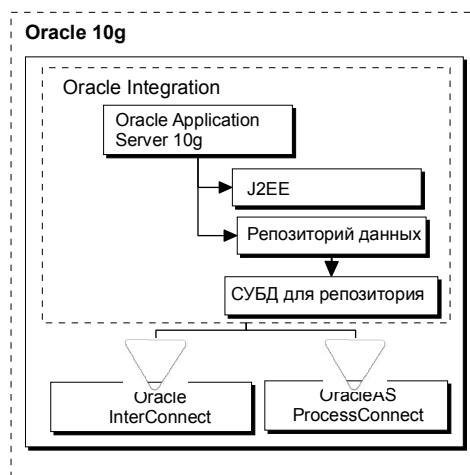 Oracle 10g
Oracle Integration
Oracle Application
Server 10g
J2EE
Репозиторий данных
СУБД для репозитория
Oracle
InterConnect
OracleAS
ProcessConnect